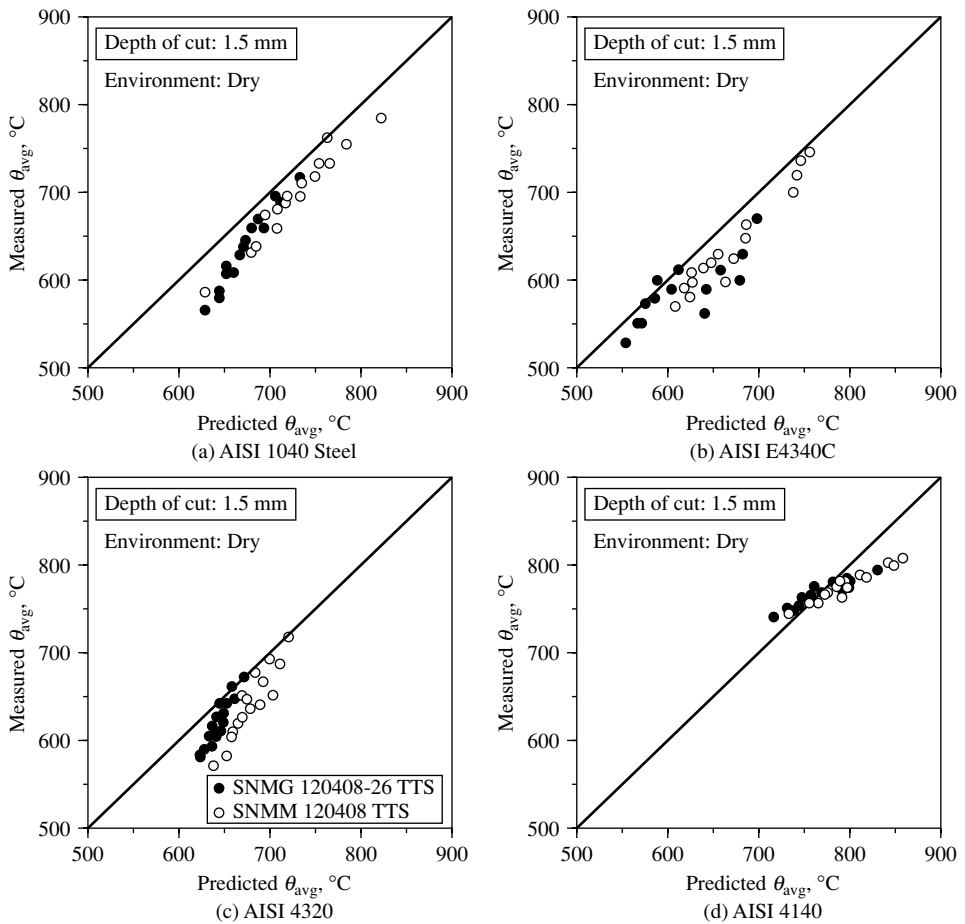 900
800
700
600
500
Measured θavg, °C
Depth of cut: 1.5 mm
Environment: Dry
500 600 700 800 900
Predicted θavg, °C
(a) AISI 1040 Steel
900
800
700
600
500
Measured θavg, °C
Depth of cut: 1.5 mm
Environment: Dry
500 600 700 800 900
Predicted θavg, °C
(b) AISI E4340C
900
800
700
600
500
Measured θavg, °C
Depth of cut: 1.5 mm
Environment: Dry
SNMG 120408-26 TTS
SNMM 120408 TTS
500 600 700 800 900
Predicted θavg, °C
(c) AISI 4320
900
800
700
600
500
Measured θavg, °C
Depth of cut: 1.5 mm
Environment: Dry
500 600 700 800 900
Predicted θavg, °C
(d) AISI 4140